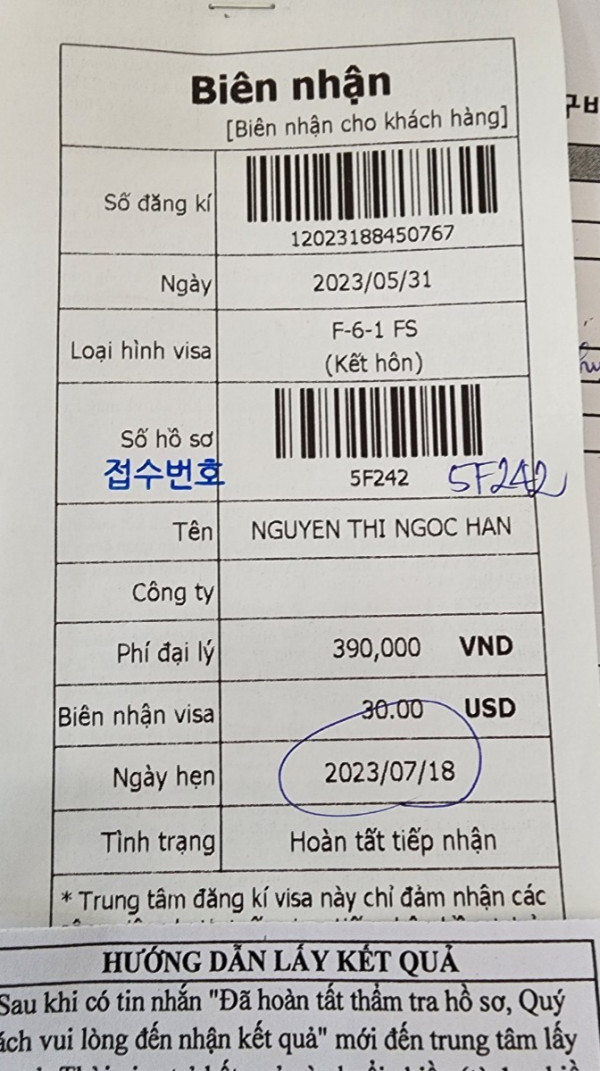 Biên nhận
[Biên nhận cho khách hàng]
Số đăng kí
12023188450767
Ngày 2023/05/31
Loại hình visa F-6-1 FS
(Kết hôn)
Số hồ sơ
접수번호 5F242 5F242
Tên NGUYEN THI NGOC HAN
Công ty
Phí đại lý 390,000 VND
Biên nhận visa 30.00 USD
Ngày hẹn 2023/07/18
Tình trạng Hoàn tất tiếp nhận
* Trung tâm đăng kí visa này chỉ đảm nhận các
HƯỚNG DẪN LẤY KẾT QUẢ
Sau khi có tin nhắn "Đã hoàn tất thẩm tra hồ sơ, Quý
ách vui lòng đến nhận kết quả" mới đến trung tâm lấy